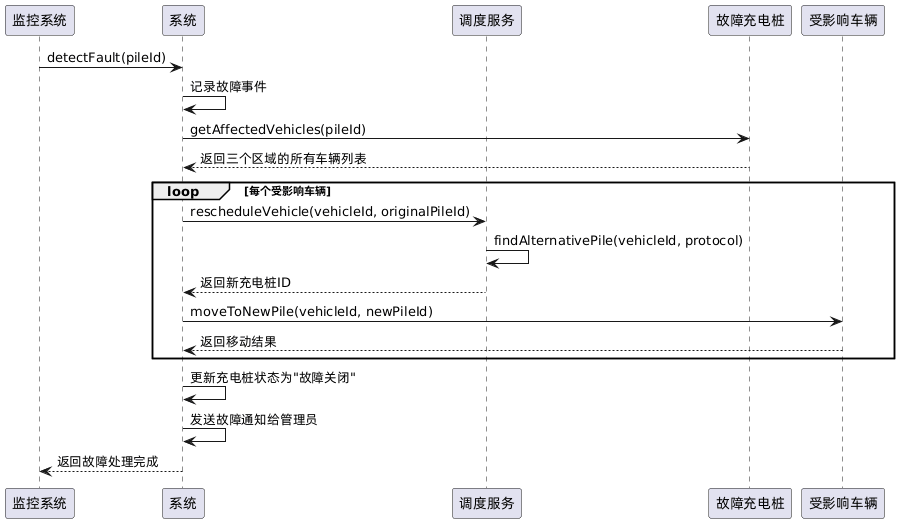 监控系统 系统 调度服务 故障充电桩 受影响车辆
detectFault(pileId)
记录故障事件
getAffectedVehicles(pileId)
返回三个区域的所有车辆列表
loop [每个受影响车辆]
rescheduleVehicle(vehicleId, originalPileId)
findAlternativePile(vehicleId, protocol)
返回新充电桩ID
moveToNewPile(vehicleId, newPileId)
返回移动结果
更新充电桩状态为"故障关闭"
发送故障通知给管理员
返回故障处理完成
监控系统 系统 调度服务 故障充电桩 受影响车辆